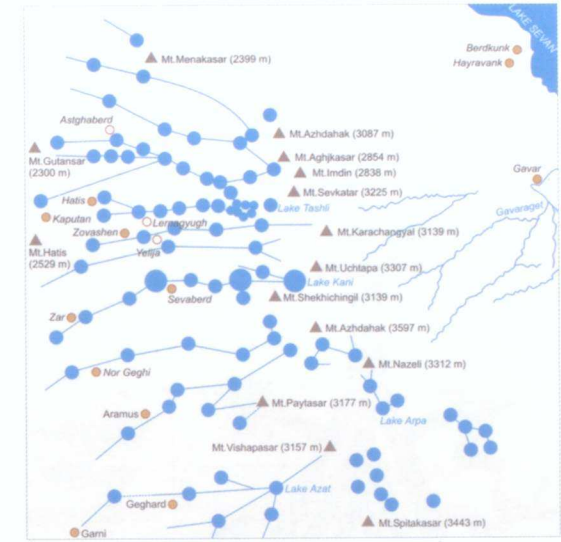 LAKE SEVAN
Berdkunk
Hayravank
Mt.Menakasar (2399 m)
Astghaberd
Mt.Azhdahak (3087 m)
Mt.Gutansar
(2300 m)
Mt.Aghjkasar (2854 m)
Mt.Imdin (2838 m)
Gavar
Mt.Sevkatar (3225 m)
Hatis
Lake Tashli
Gavaraget
Kaputan
Lernagyugh
Zovashen
Mt.Karachangyal (3139 m)
Mt.Hatis
(2529 m)
Yelija
Mt.Uchtapa (3307 m)
Lake Kani
Sevaberd
Mt.Shekhichingil (3139 m)
Zar
Mt.Azhdahak (3597 m)
Mt.Nazeli (3312 m)
Nor Geghi
Mt.Paytasar (3177 m)
Aramus
Lake Arpa
Mt.Vishapasar (3157 m)
Lake Azat
Geghard
Mt.Spitakasar (3443 m)
Garni